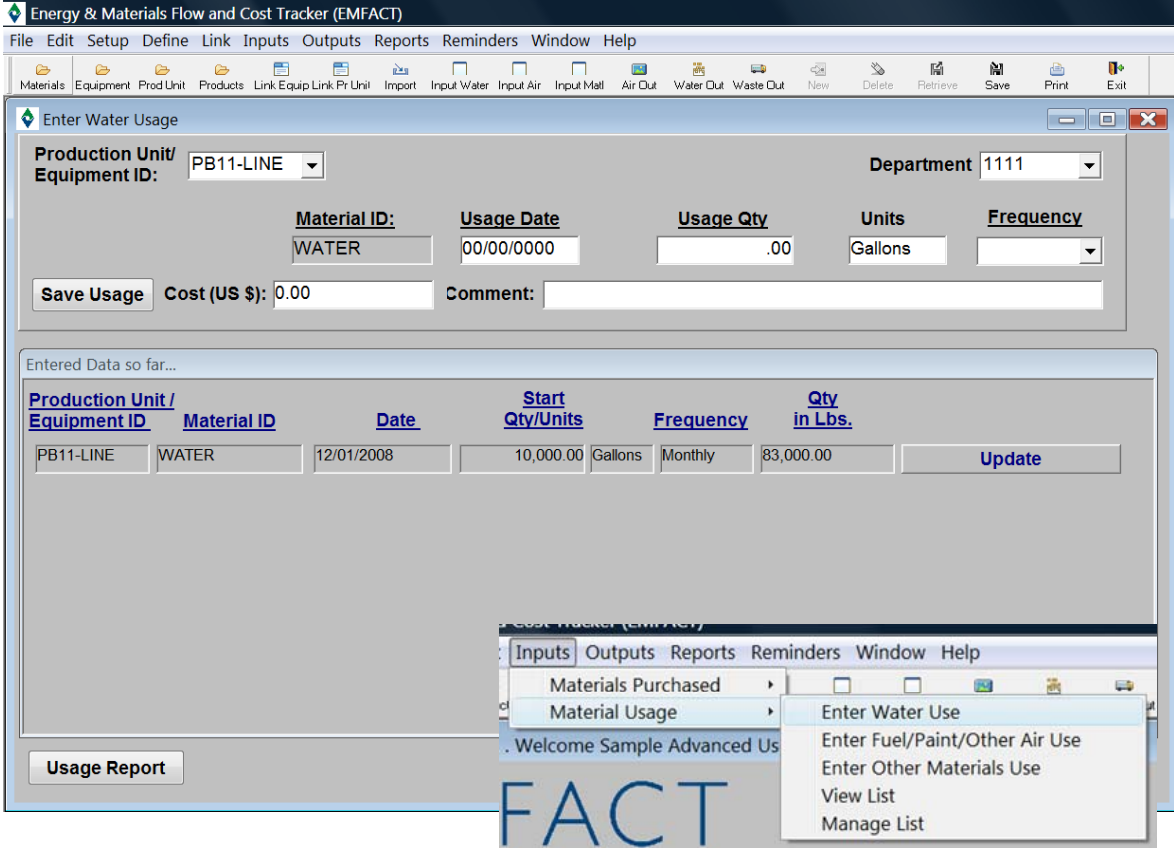 Energy & Materials Flow and Cost Tracker (EMFACT)
File Edit Setup Define Link Inputs Outputs Reports Reminders Window Help
Materials Equipment Prod Unit Products Link Equip Link Pr Unit Import Input Water Input Air Input Matl Air Out Water Out Waste Out New Delete Retrieve Save Print Exit
Enter Water Usage
Production Unit/
Equipment ID: PB11-LINE Department 1111
Material ID: Usage Date Usage Qty Units Frequency
WATER 00/00/0000 .00 Gallons
Save Usage Cost (US $): 0.00 Comment:
Entered Data so far...
Production Unit / Start Qty
Equipment ID Material ID Date Qty/Units Frequency in Lbs.
PB11-LINE WATER 12/01/2008 10,000.00 Gallons Monthly 83,000.00 Update
Cost Tracker (EMFACT)
Inputs Outputs Reports Reminders Window Help
Materials Purchased
Material Usage Enter Water Use
. Welcome Sample Advanced Us Enter Fuel/Paint/Other Air Use
Usage Report Enter Other Materials Use
View List
FACT Manage List